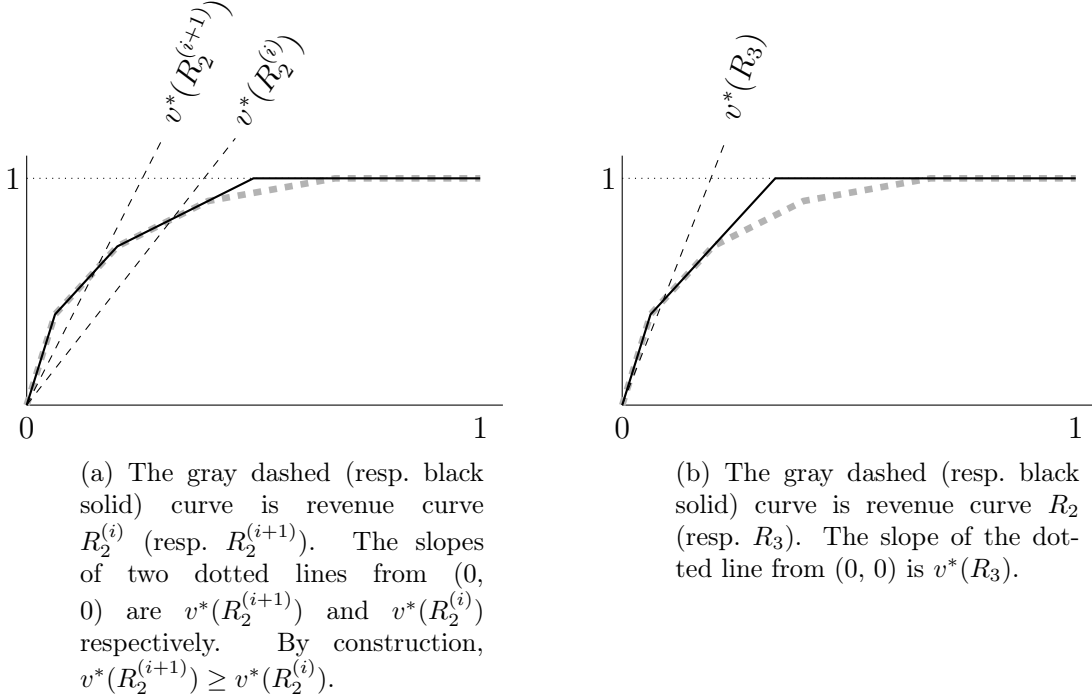 v*(R_2^{(i+1)})
v*(R_2^{(i)})
1
0
1
v*(R_3)
1
0
1
(a) The gray dashed (resp. black
solid) curve is revenue curve
R_2^{(i)} (resp. R_2^{(i+1)}). The slopes
of two dotted lines from (0,
0) are v*(R_2^{(i+1)}) and v*(R_2^{(i)})
respectively. By construction,
v*(R_2^{(i+1)}) ≥ v*(R_2^{(i)}).
(b) The gray dashed (resp. black
solid) curve is revenue curve R_2
(resp. R_3). The slope of the dot-
ted line from (0, 0) is v*(R_3).